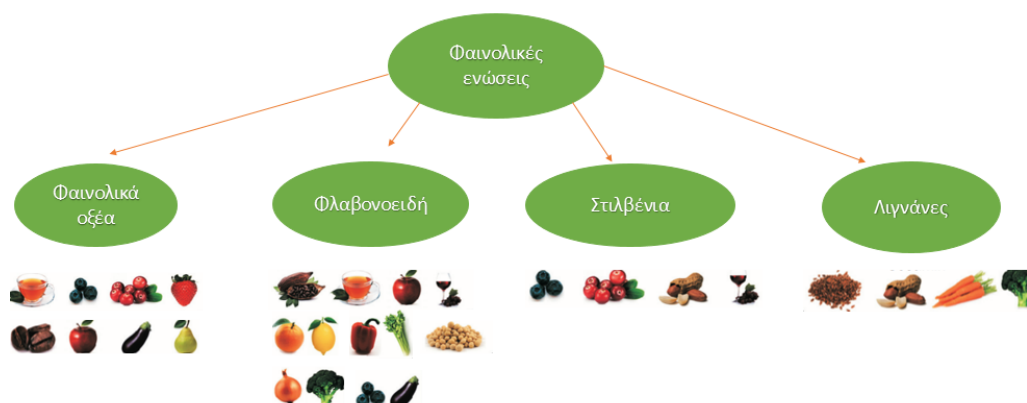 Φαινολικές
ενώσεις
Φαινολικά
οξέα
Φλαβονοειδή
Στιλβένια
Λιγνάνες